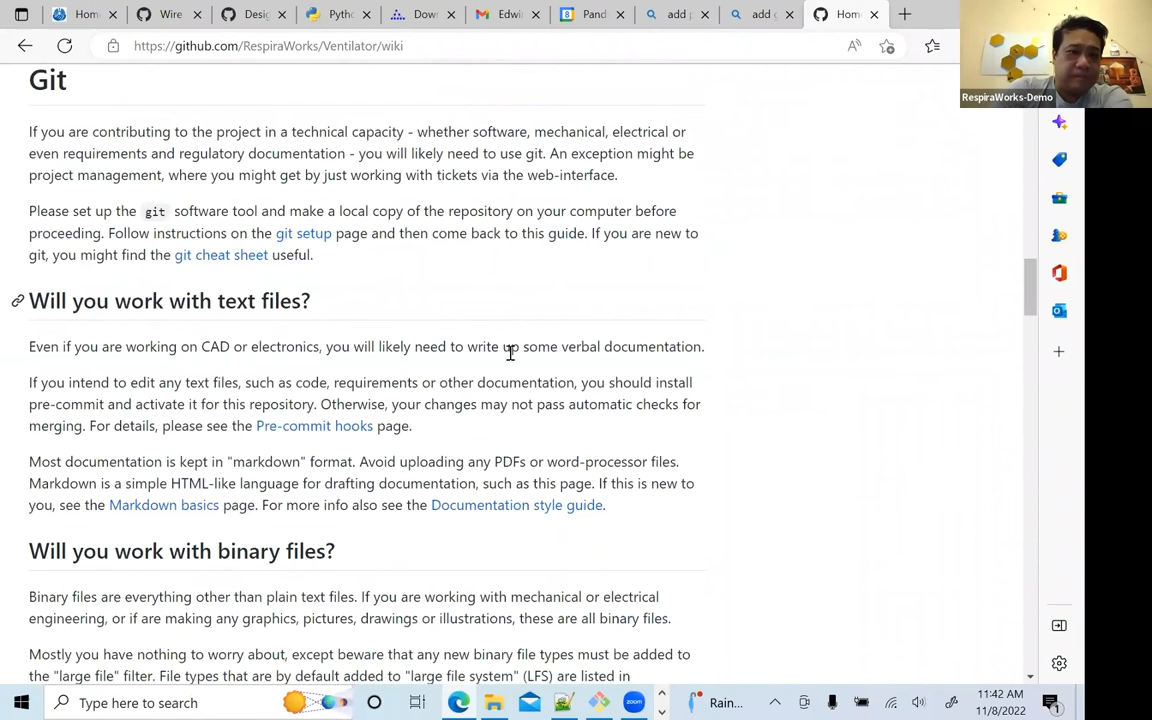 Home
Wire
Desig
Pytho
Dow
Edwi
Pand
add p
add g
Hom
https://github.com/RespiraWorks/Ventilator/wiki
RespiraWorks-Demo
Git
If you are contributing to the project in a technical capacity - whether software, mechanical, electrical or
even requirements and regulatory documentation - you will likely need to use git. An exception might be
project management, where you might get by just working with tickets via the web-interface.
Please set up the git software tool and make a local copy of the repository on your computer before
proceeding. Follow instructions on the git setup page and then come back to this guide. If you are new to
git, you might find the git cheat sheet useful.
Will you work with text files?
Even if you are working on CAD or electronics, you will likely need to write up some verbal documentation.
If you intend to edit any text files, such as code, requirements or other documentation, you should install
pre-commit and activate it for this repository. Otherwise, your changes may not pass automatic checks for
merging. For details, please see the Pre-commit hooks page.
Most documentation is kept in "markdown" format. Avoid uploading any PDFs or word-processor files.
Markdown is a simple HTML-like language for drafting documentation, such as this page. If this is new to
you, see the Markdown basics page. For more info also see the Documentation style guide.
Will you work with binary files?
Binary files are everything other than plain text files. If you are working with mechanical or electrical
engineering, or if are making any graphics, pictures, drawings or illustrations, these are all binary files.
Mostly you have nothing to worry about, except beware that any new binary file types must be added to
the "large file" filter. File types that are by default added to "large file system" (LFS) are listed in
Type here to search
zoom
Rain...
11:42 AM
11/8/2022
1